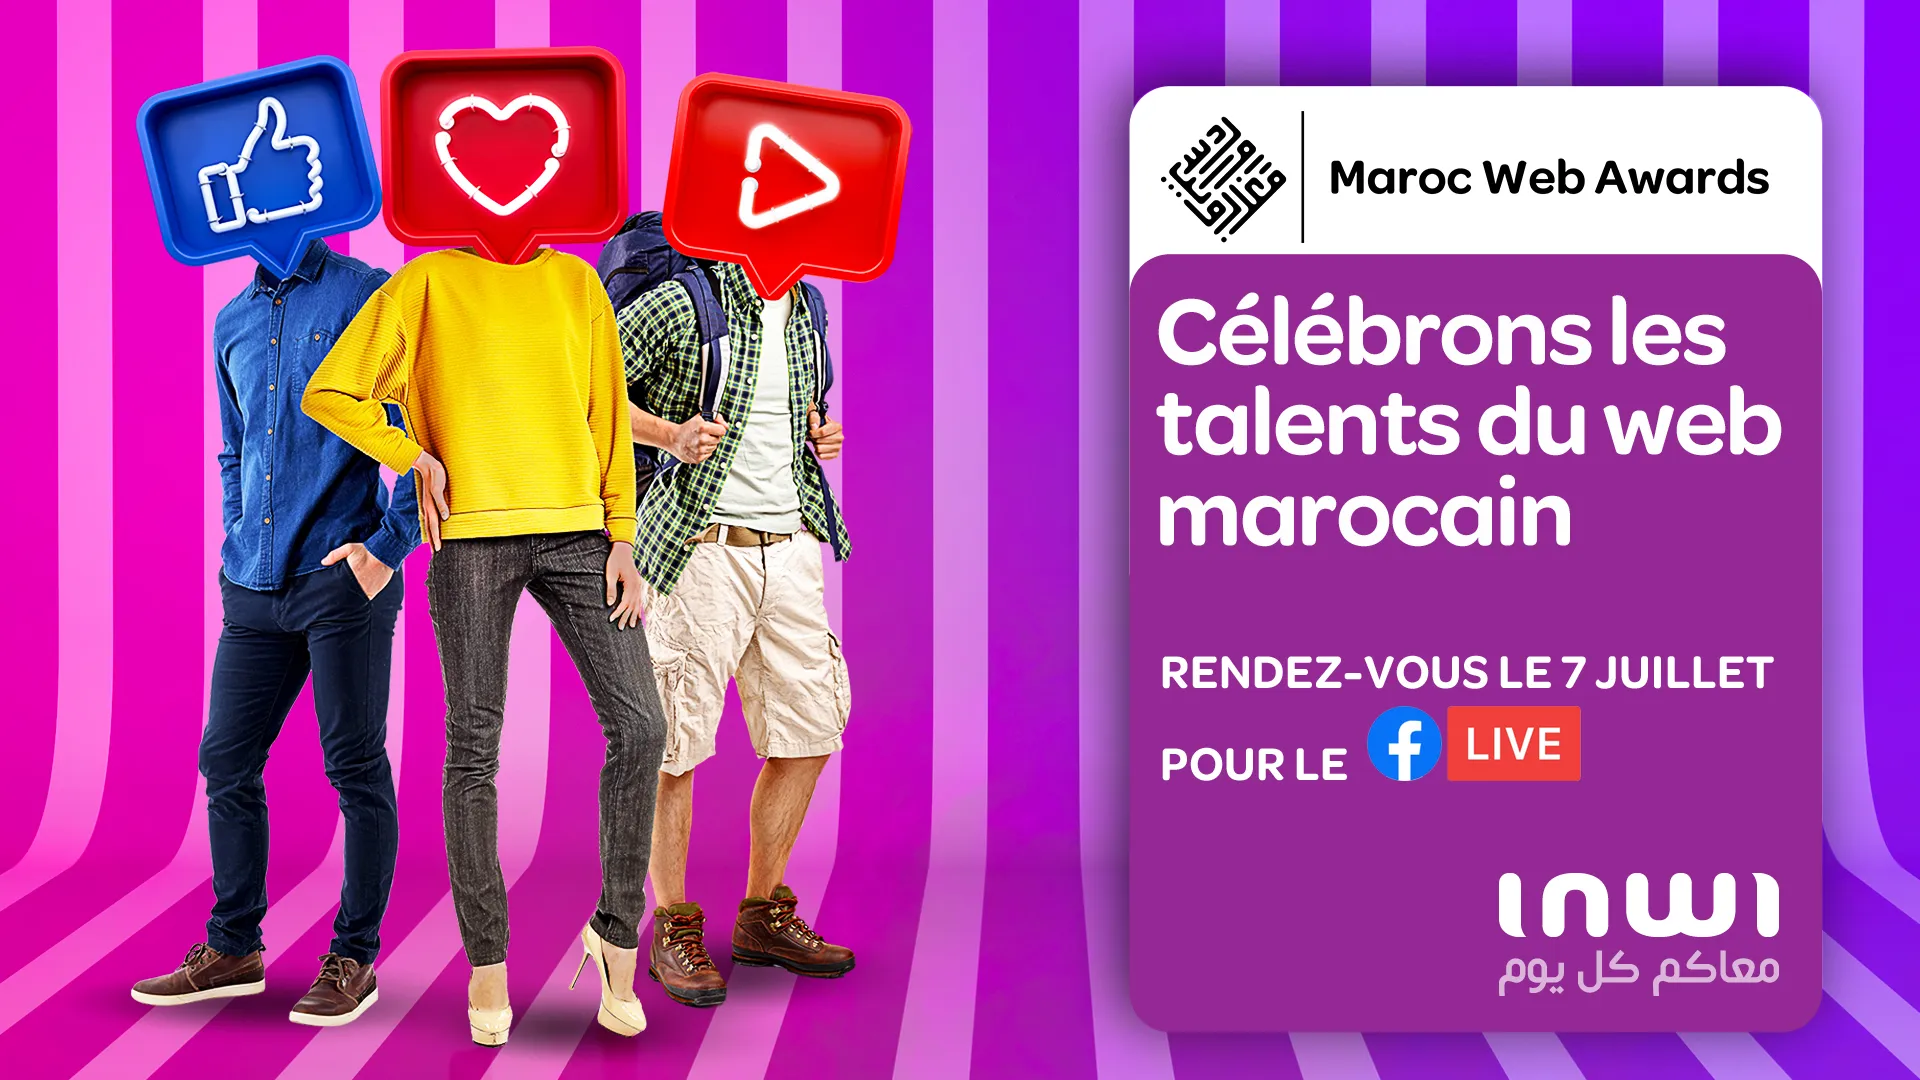 Maroc Web Awards
Célébrons les
talents du web
marocain
RENDEZ-VOUS LE 7 JUILLET
POUR LE f LIVE
inwi
معاكم كل يوم